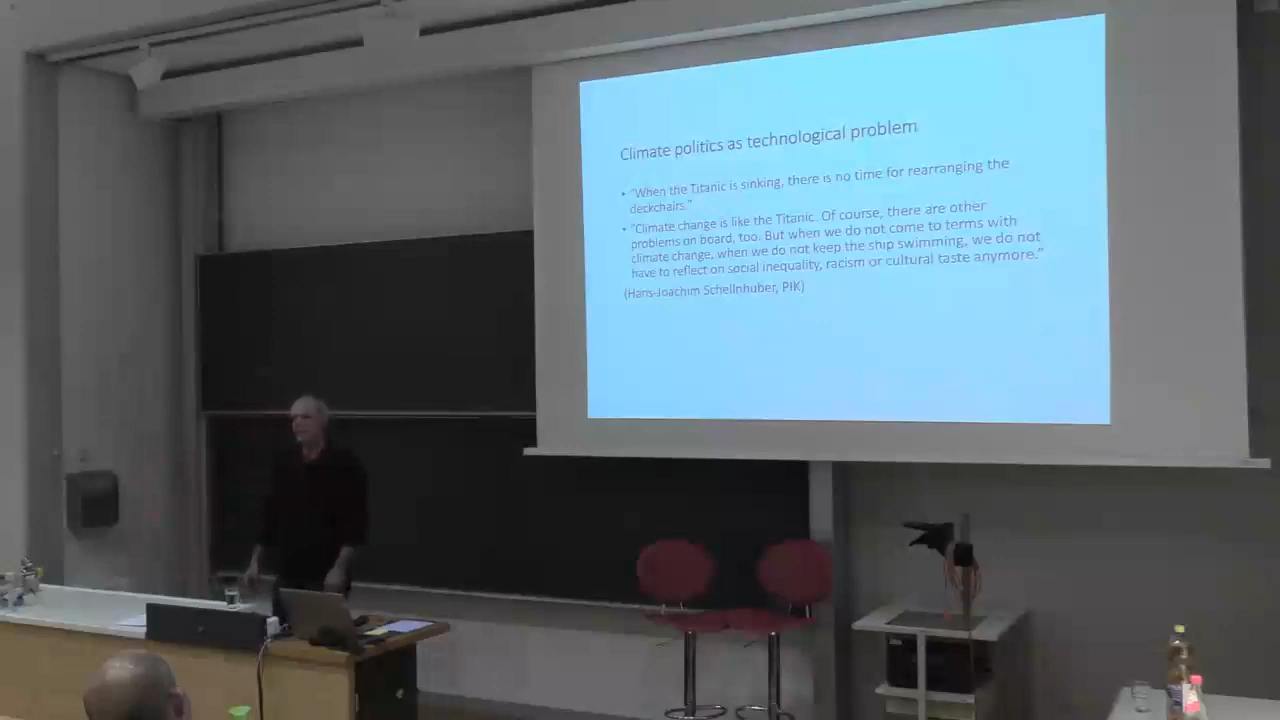 Climate politics as technological problem
• "When the Titanic is sinking, there is no time for rearranging the
deckchairs."
• "Climate change is like the Titanic. Of course, there are other
problems on board, too. But when we do not come to terms with
climate change, when we do not keep the ship swimming, we do not
have to reflect on social inequality, racism or cultural taste anymore."
(Hans-Joachim Schellnhuber, PIK)